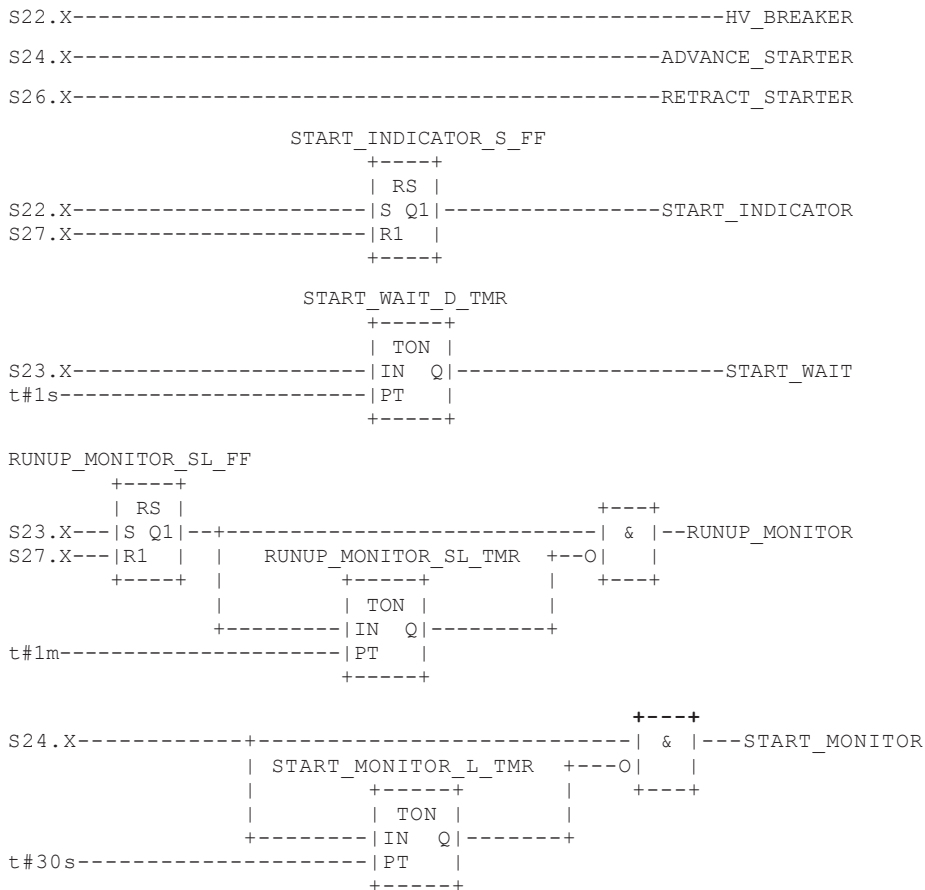 S22.X---------------------------------------------------HV_BREAKER
S24.X----------------------------------------------ADVANCE_STARTER
S26.X----------------------------------------------RETRACT_STARTER
                      START_INDICATOR_S_FF
                            +----+
                            | RS |
S22.X-----------------------|S Q1|-----------------START_INDICATOR
S27.X-----------------------|R1  |
                            +----+
                       START_WAIT_D_TMR
                            +-----+
                            | TON |
S23.X-----------------------|IN  Q|---------------------START_WAIT
t#1s------------------------|PT   |
                            +-----+
RUNUP_MONITOR_SL_FF
        +----+
        | RS |                                +---+
S23.X---|S Q1|--+-----------------------------| & |--RUNUP_MONITOR
S27.X---|R1  |  |   RUNUP_MONITOR_SL_TMR  +--O|   |
        +----+  |         +-----+         |   +---+
                |         | TON |         |
                +---------|IN  Q|---------+
t#1m----------------------|PT   |
                          +-----+
                                                 +---+
S24.X-------------+-----------------------------| & |---START_MONITOR
                  | START_MONITOR_L_TMR  +---O|   |
                  |         +-----+        |    +---+
                  |         | TON |        |
                  +---------|IN  Q|--------+
t#30s-----------------------|PT   |
                            +-----+